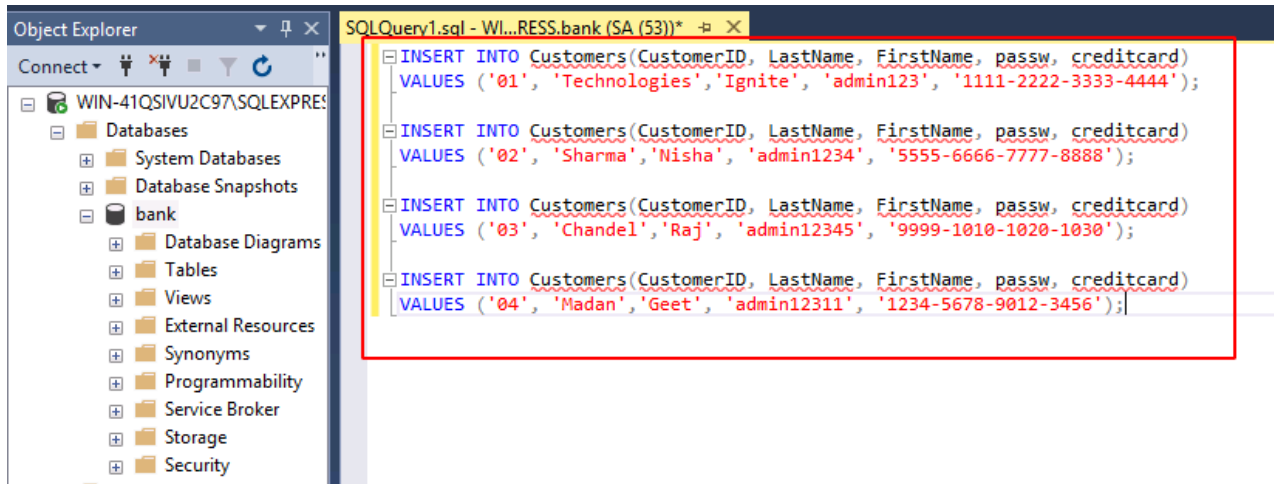 Object Explorer
SQLQuery1.sql - WI...RESS.bank (SA (53))*
Connect
WIN-41QSIVU2C97\SQLEXPRES
Databases
System Databases
Database Snapshots
bank
Database Diagrams
Tables
Views
External Resources
Synonyms
Programmability
Service Broker
Storage
Security
INSERT INTO Customers(CustomerID, LastName, FirstName, passw, creditcard)
VALUES ('01', 'Technologies','Ignite', 'admin123', '1111-2222-3333-4444');
INSERT INTO Customers(CustomerID, LastName, FirstName, passw, creditcard)
VALUES ('02', 'Sharma','Nisha', 'admin1234', '5555-6666-7777-8888');
INSERT INTO Customers(CustomerID, LastName, FirstName, passw, creditcard)
VALUES ('03', 'Chandel','Raj', 'admin12345', '9999-1010-1020-1030');
INSERT INTO Customers(CustomerID, LastName, FirstName, passw, creditcard)
VALUES ('04', 'Madan','Geet', 'admin12311', '1234-5678-9012-3456');